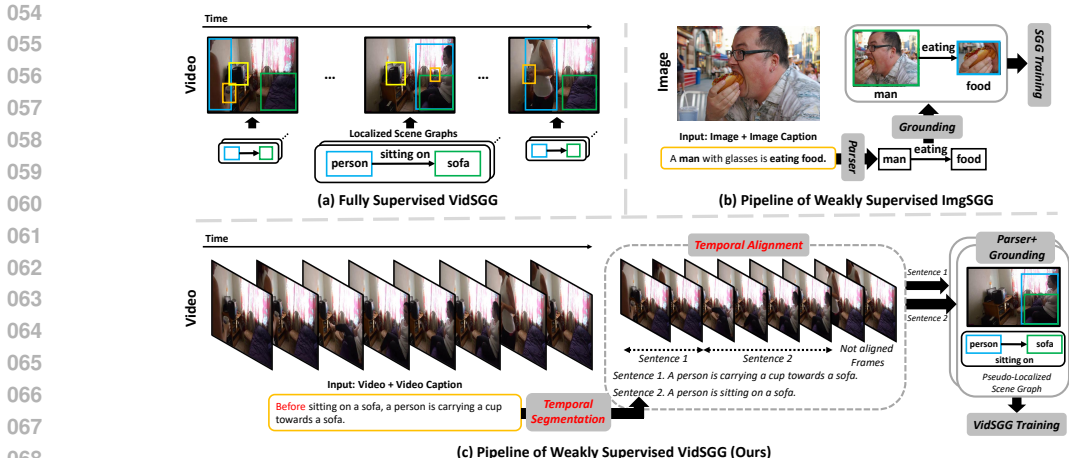 054
055
056
057
058
059
060
061
062
063
064
065
066
067
068
Time
Video
...
...
Localized Scene Graphs
person
sitting on
sofa
(a) Fully Supervised VidSGG
Image
Input: Image + Image Caption
A man with glasses is eating food.
Parser
man
eating
food
Grounding
man
eating
food
SGG Training
(b) Pipeline of Weakly Supervised ImgSGG
Time
Video
Input: Video + Video Caption
Before sitting on a sofa, a person is carrying a cup
towards a sofa.
Temporal
Segmentation
Temporal Alignment
Sentence 1
Sentence 2
Not aligned
Frames
Sentence 1. A person is carrying a cup towards a sofa.
Sentence 2. A person is sitting on a sofa.
Sentence 1
Sentence 2
Parser+
Grounding
person
sofa
sitting on
Pseudo-Localized
Scene Graph
VidSGG Training
(c) Pipeline of Weakly Supervised VidSGG (Ours)